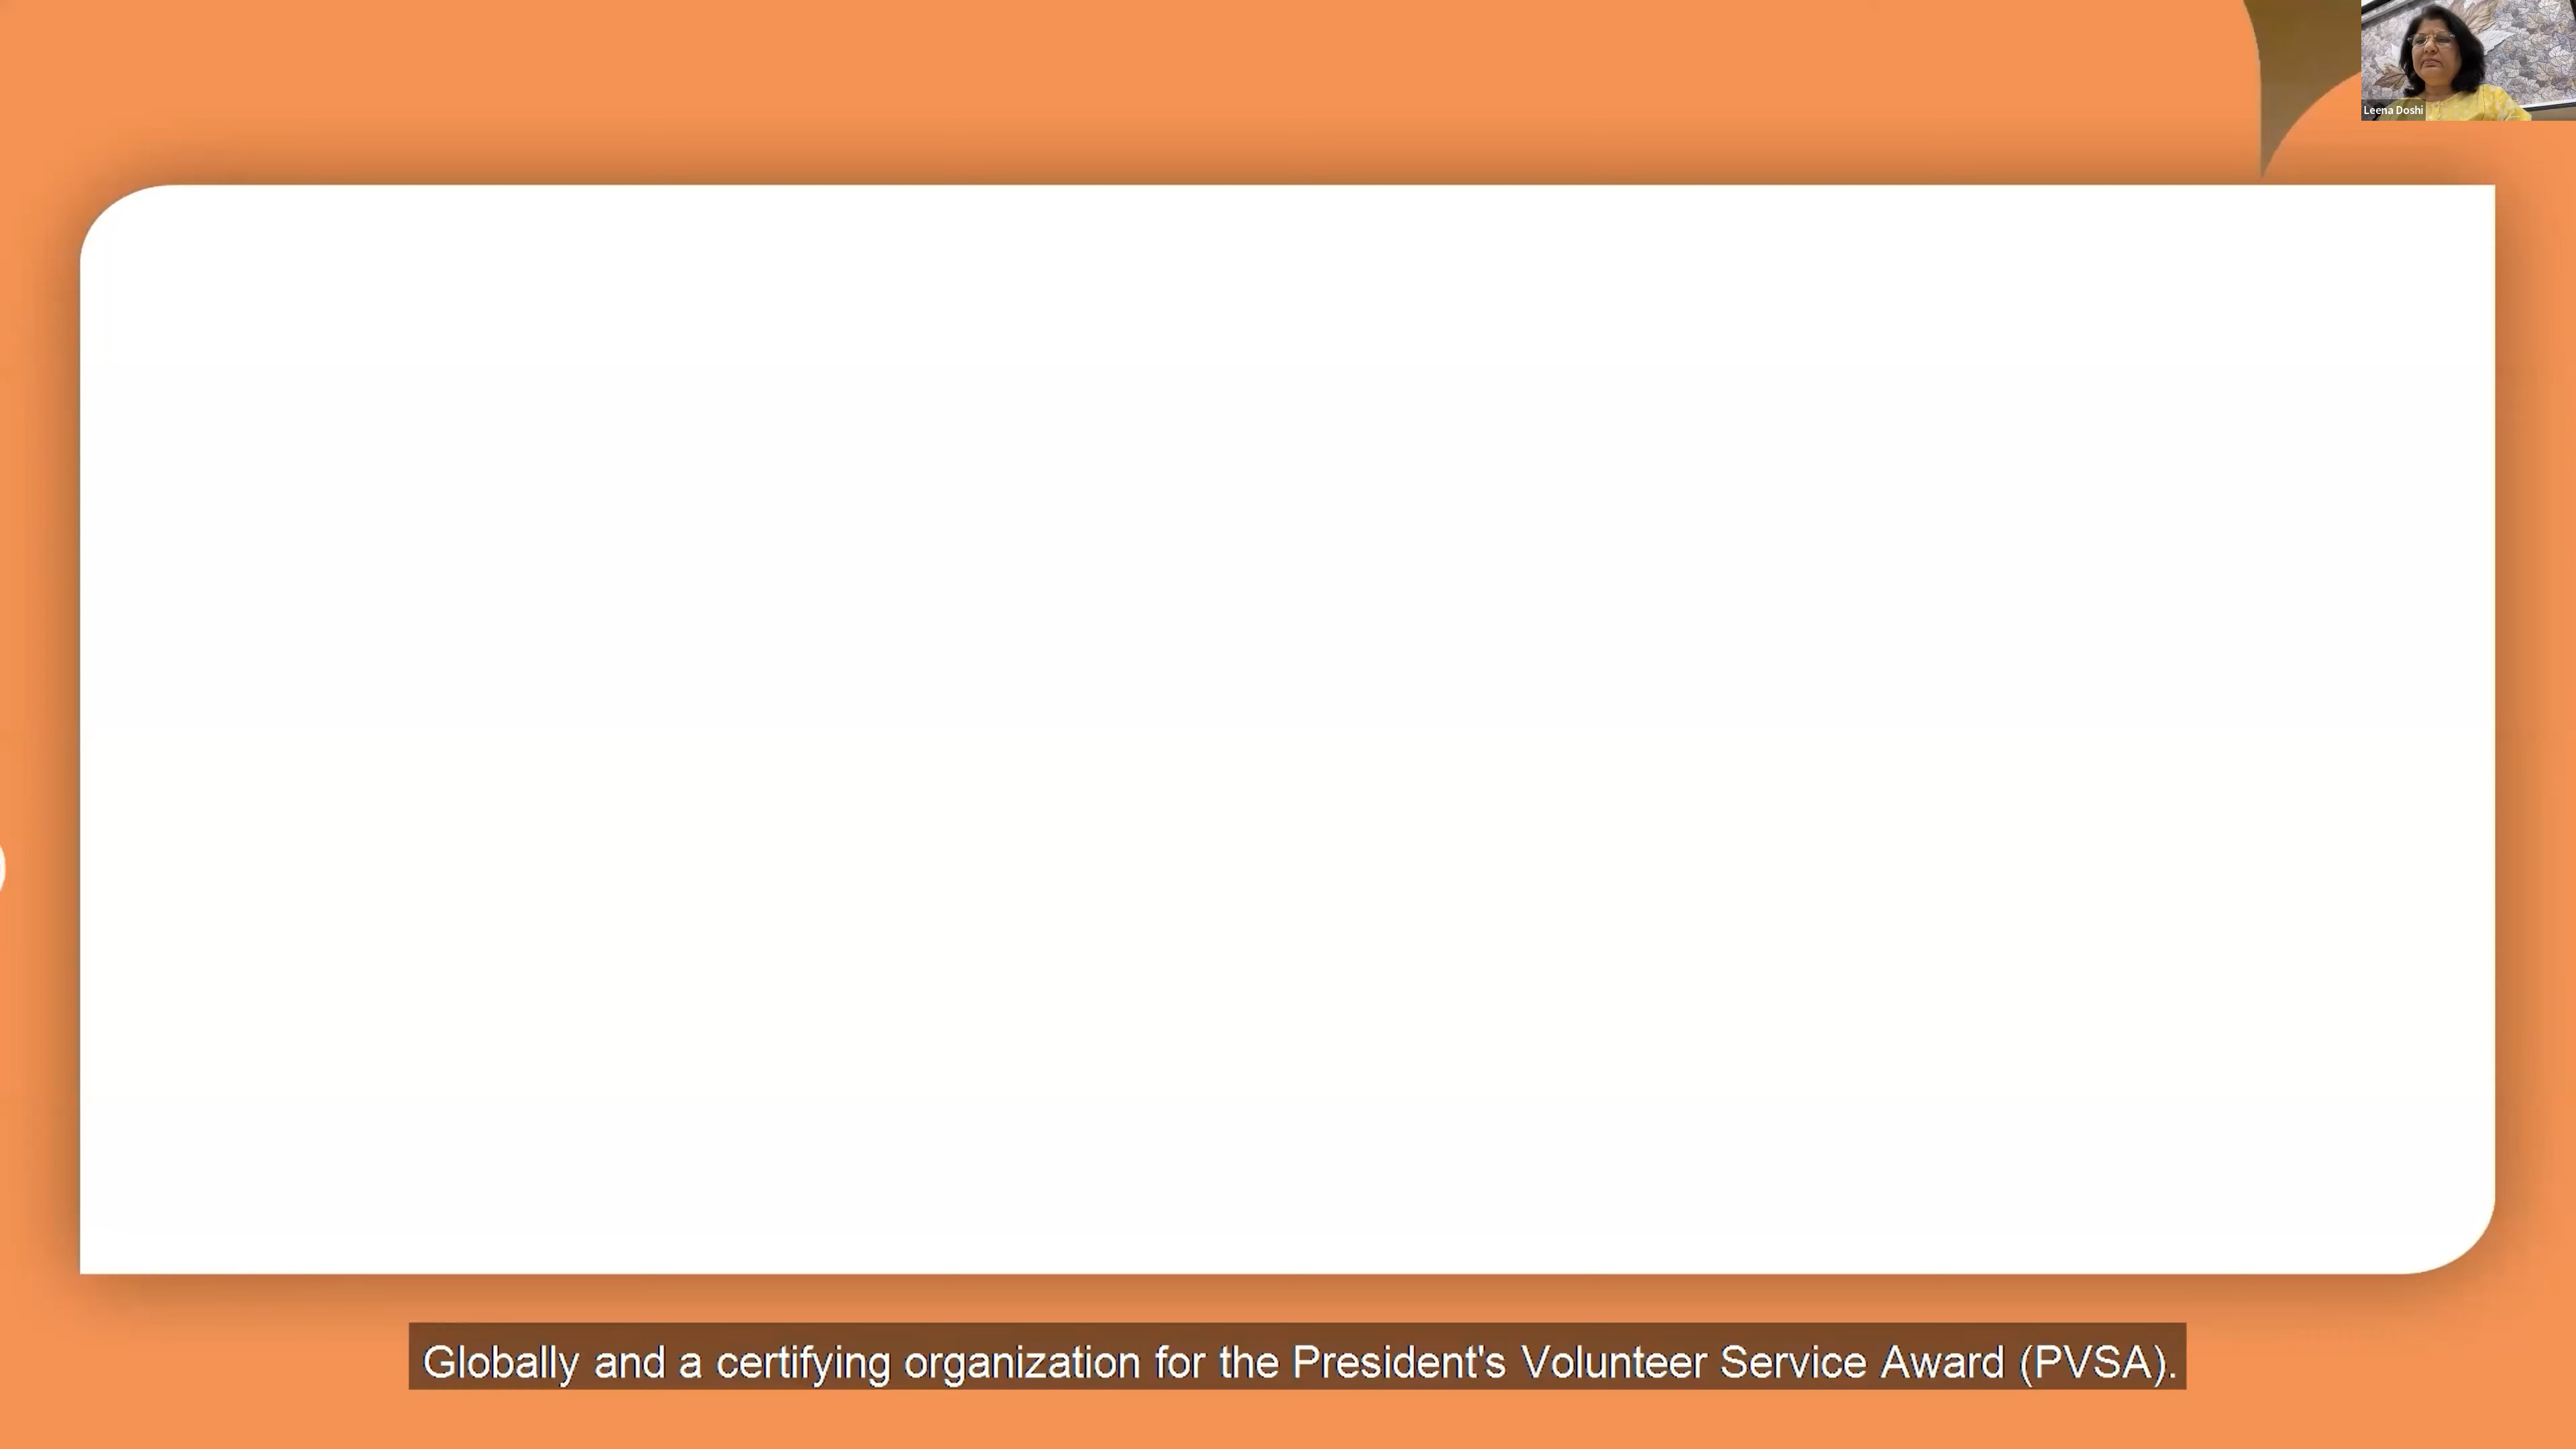 Leena Doshi
Globally and a certifying organization for the President's Volunteer Service Award (PVSA).